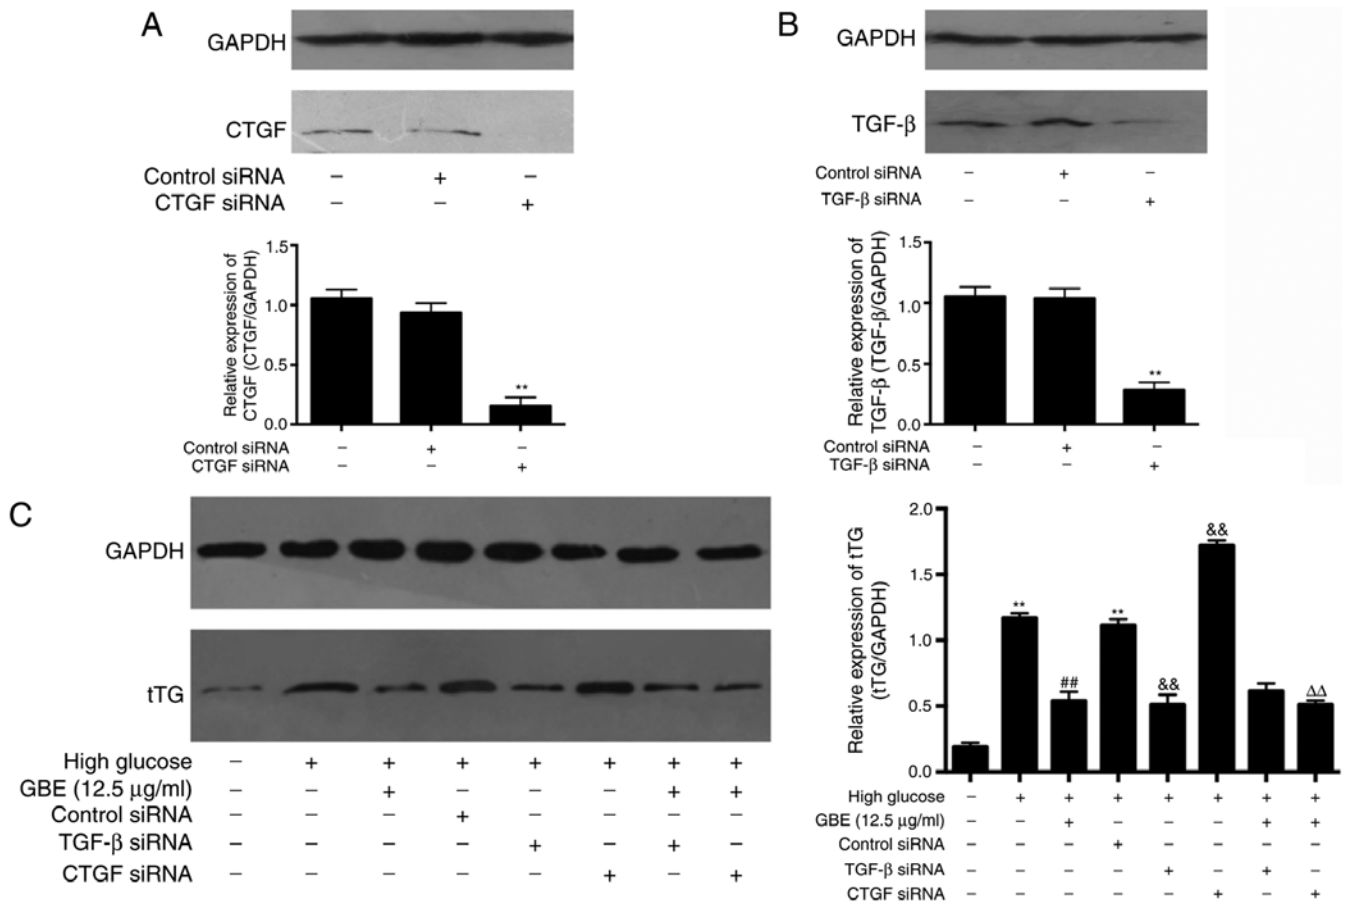 A
GAPDH
CTGF
Control siRNA – + –
CTGF siRNA – – +
Relative expression of
CTGF (CTGF/GAPDH)
1.5
1.0
0.5
0.0
**
Control siRNA – + –
CTGF siRNA – – +
B
GAPDH
TGF-β
Control siRNA – + –
TGF-β siRNA – – +
Relative expression of
TGF-β (TGF-β/GAPDH)
1.5
1.0
0.5
0.0
**
Control siRNA – + –
TGF-β siRNA – – +
C
GAPDH
tTG
High glucose – + + + + + + +
GBE (12.5 μg/ml) – – + – – – + +
Control siRNA – – – + – – – –
TGF-β siRNA – – – – + – + –
CTGF siRNA – – – – – + – +
Relative expression of tTG
(tTG/GAPDH)
2.0
1.5
1.0
0.5
0.0
** ## ** && && ΔΔ
High glucose – + + + + + + +
GBE (12.5 μg/ml) – – + – – – + +
Control siRNA – – – + – – – –
TGF-β siRNA – – – – + – + –
CTGF siRNA – – – – – + – +